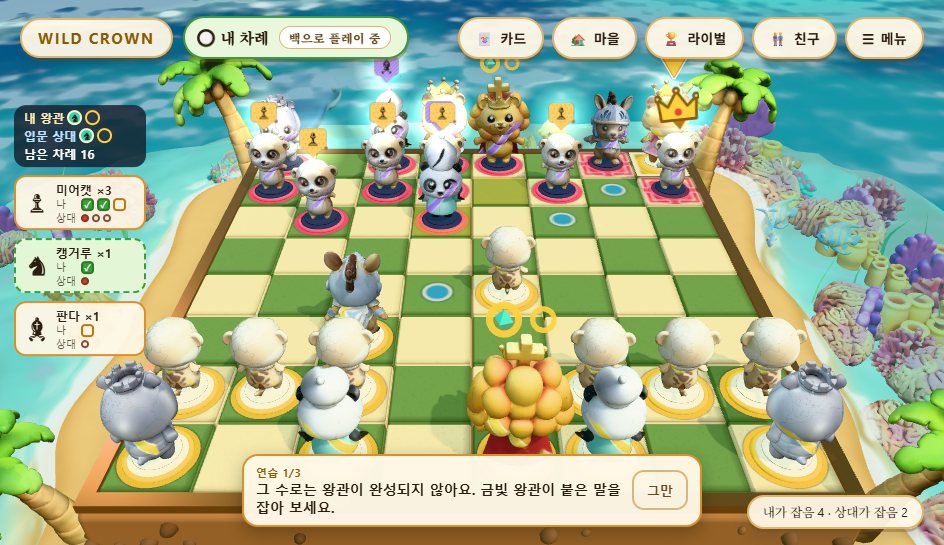 WILD CROWN
내 차례
백으로 플레이 중
카드
마을
라이벌
친구
☰ 메뉴
내 왕관
입문 상대
남은 차례 16
미어캣 ×3
나
상대
캥거루 ×1
나
상대
판다 ×1
나
상대
연습 1/3
그 수로는 왕관이 완성되지 않아요. 금빛 왕관이 붙은 말을
잡아 보세요.
그만
내가 잡음 4 · 상대가 잡음 2